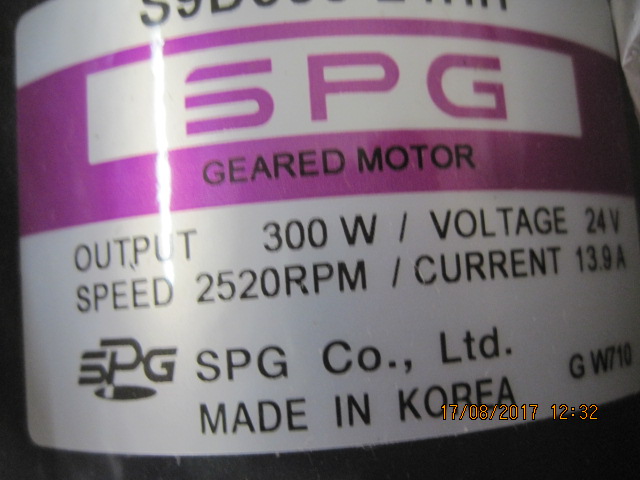 SPG
GEARED MOTOR
OUTPUT 300 W / VOLTAGE 24 V
SPEED 2520RPM / CURRENT 13.9 A
SPG SPG Co., Ltd.
G W710
MADE IN KOREA
17/08/2017 12:32